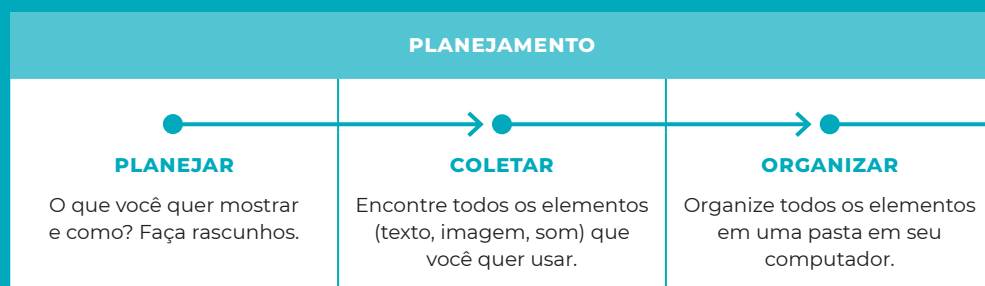 PLANEJAMENTO
PLANEJAR
O que você quer mostrar
e como? Faça rascunhos.
COLETAR
Encontre todos os elementos
(texto, imagem, som) que
você quer usar.
ORGANIZAR
Organize todos os elementos
em uma pasta em seu
computador.